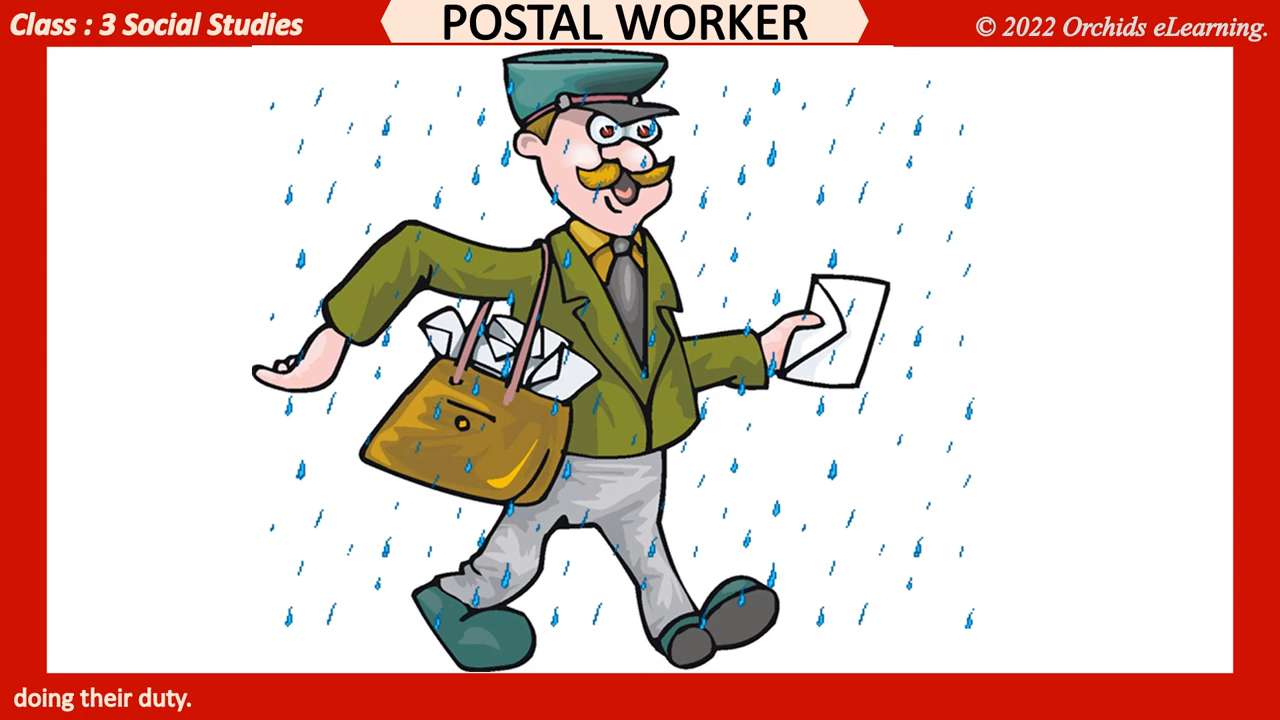 Class : 3 Social Studies
POSTAL WORKER
© 2022 Orchids eLearning.
doing their duty.